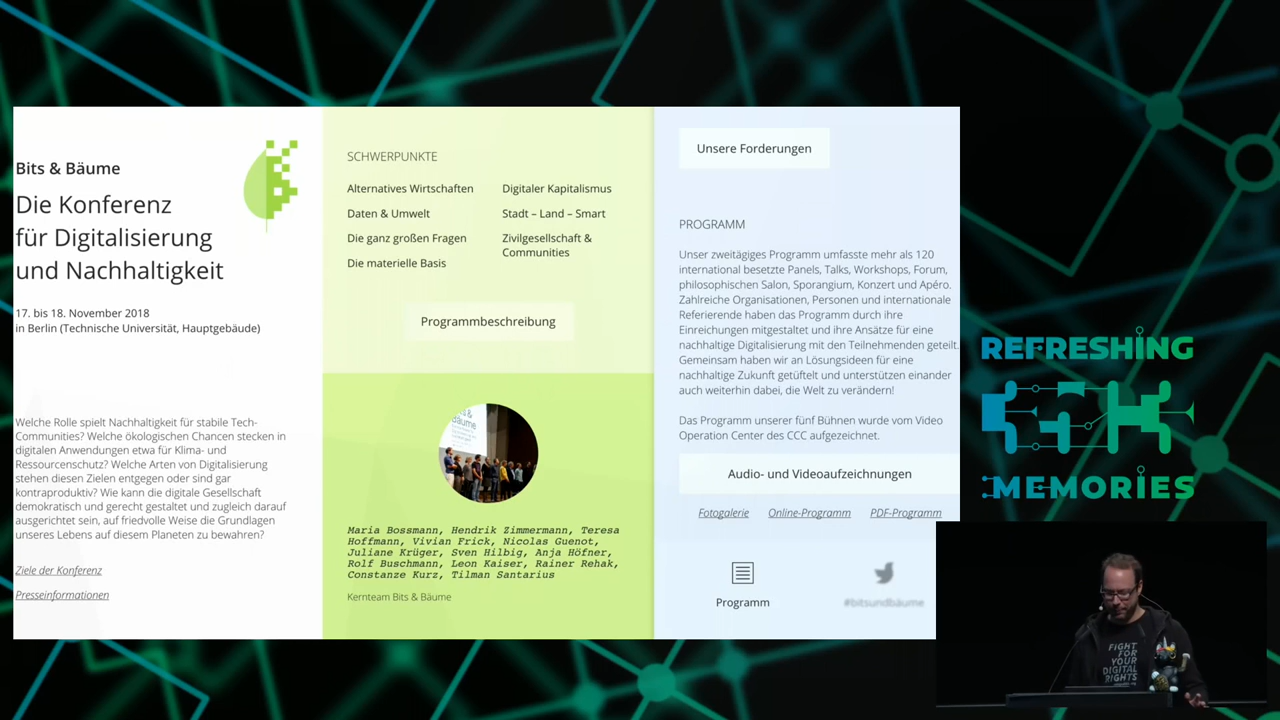 Bits & Bäume
Die Konferenz
für Digitalisierung
und Nachhaltigkeit
17. bis 18. November 2018
in Berlin (Technische Universität, Hauptgebäude)
Welche Rolle spielt Nachhaltigkeit für stabile Tech-
Communities? Welche ökologischen Chancen stecken in
digitalen Anwendungen etwa für Klima- und
Ressourcenschutz? Welche Arten von Digitalisierung
stehen diesen Zielen entgegen oder sind gar
kontraproduktiv? Wie kann die digitale Gesellschaft
demokratisch und gerecht gestaltet und zugleich darauf
ausgerichtet sein, auf friedvolle Weise die Grundlagen
unseres Lebens auf diesem Planeten zu bewahren?
Ziele der Konferenz
Presseinformationen
SCHWERPUNKTE
Alternatives Wirtschaften
Daten & Umwelt
Die ganz großen Fragen
Die materielle Basis
Digitaler Kapitalismus
Stadt – Land – Smart
Zivilgesellschaft &
Communities
Programmbeschreibung
Maria Bossmann, Hendrik Zimmermann, Teresa
Hoffmann, Vivian Frick, Nicolas Guenot,
Juliane Krüger, Sven Hilbig, Anja Höfner,
Rolf Buschmann, Leon Kaiser, Rainer Rehak,
Constanze Kurz, Tilman Santarius
Kernteam Bits & Bäume
Unsere Forderungen
PROGRAMM
Unser zweitägiges Programm umfasste mehr als 120
international besetzte Panels, Talks, Workshops, Forum,
philosophischen Salon, Sporangium, Konzert und Apéro.
Zahlreiche Organisationen, Personen und internationale
Referierende haben das Programm durch ihre
Einreichungen mitgestaltet und ihre Ansätze für eine
nachhaltige Digitalisierung mit den Teilnehmenden geteilt.
Gemeinsam haben wir an Lösungsideen für eine
nachhaltige Zukunft getüftelt und unterstützen einander
auch weiterhin dabei, die Welt zu verändern!
Das Programm unserer fünf Bühnen wurde vom Video
Operation Center des CCC aufgezeichnet.
Audio- und Videoaufzeichnungen
Fotogalerie Online-Programm PDF-Programm
Programm
#bitsundbäume
REFRESHING
MEMORIES
FIGHT
FOR
YOUR
DIGITAL
RIGHTS